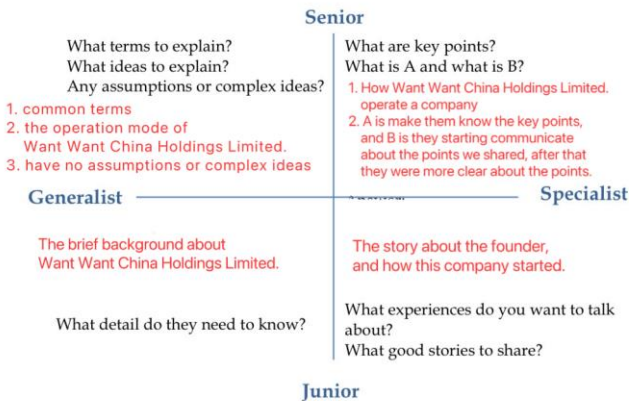 Senior
What terms to explain?
What ideas to explain?
Any assumptions or complex ideas?
1. common terms
2. the operation mode of
Want Want China Holdings Limited.
3. have no assumptions or complex ideas
What are key points?
What is A and what is B?
1. How Want Want China Holdings Limited.
operate a company
2. A is make them know the key points,
and B is they starting communicate
about the points we shared, after that
they were more clear about the points.
Generalist
Specialist
The brief background about
Want Want China Holdings Limited.
What detail do they need to know?
The story about the founder,
and how this company started.
What experiences do you want to talk
about?
What good stories to share?
Junior